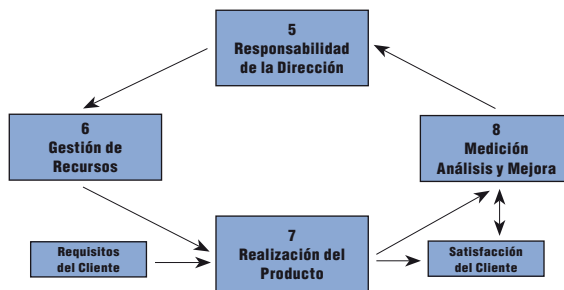 5
Responsabilidad
de la Dirección
6
Gestión de
Recursos
8
Medición
Análisis y Mejora
7
Realización del
Producto
Requisitos
del Cliente
Satisfacción
del Cliente